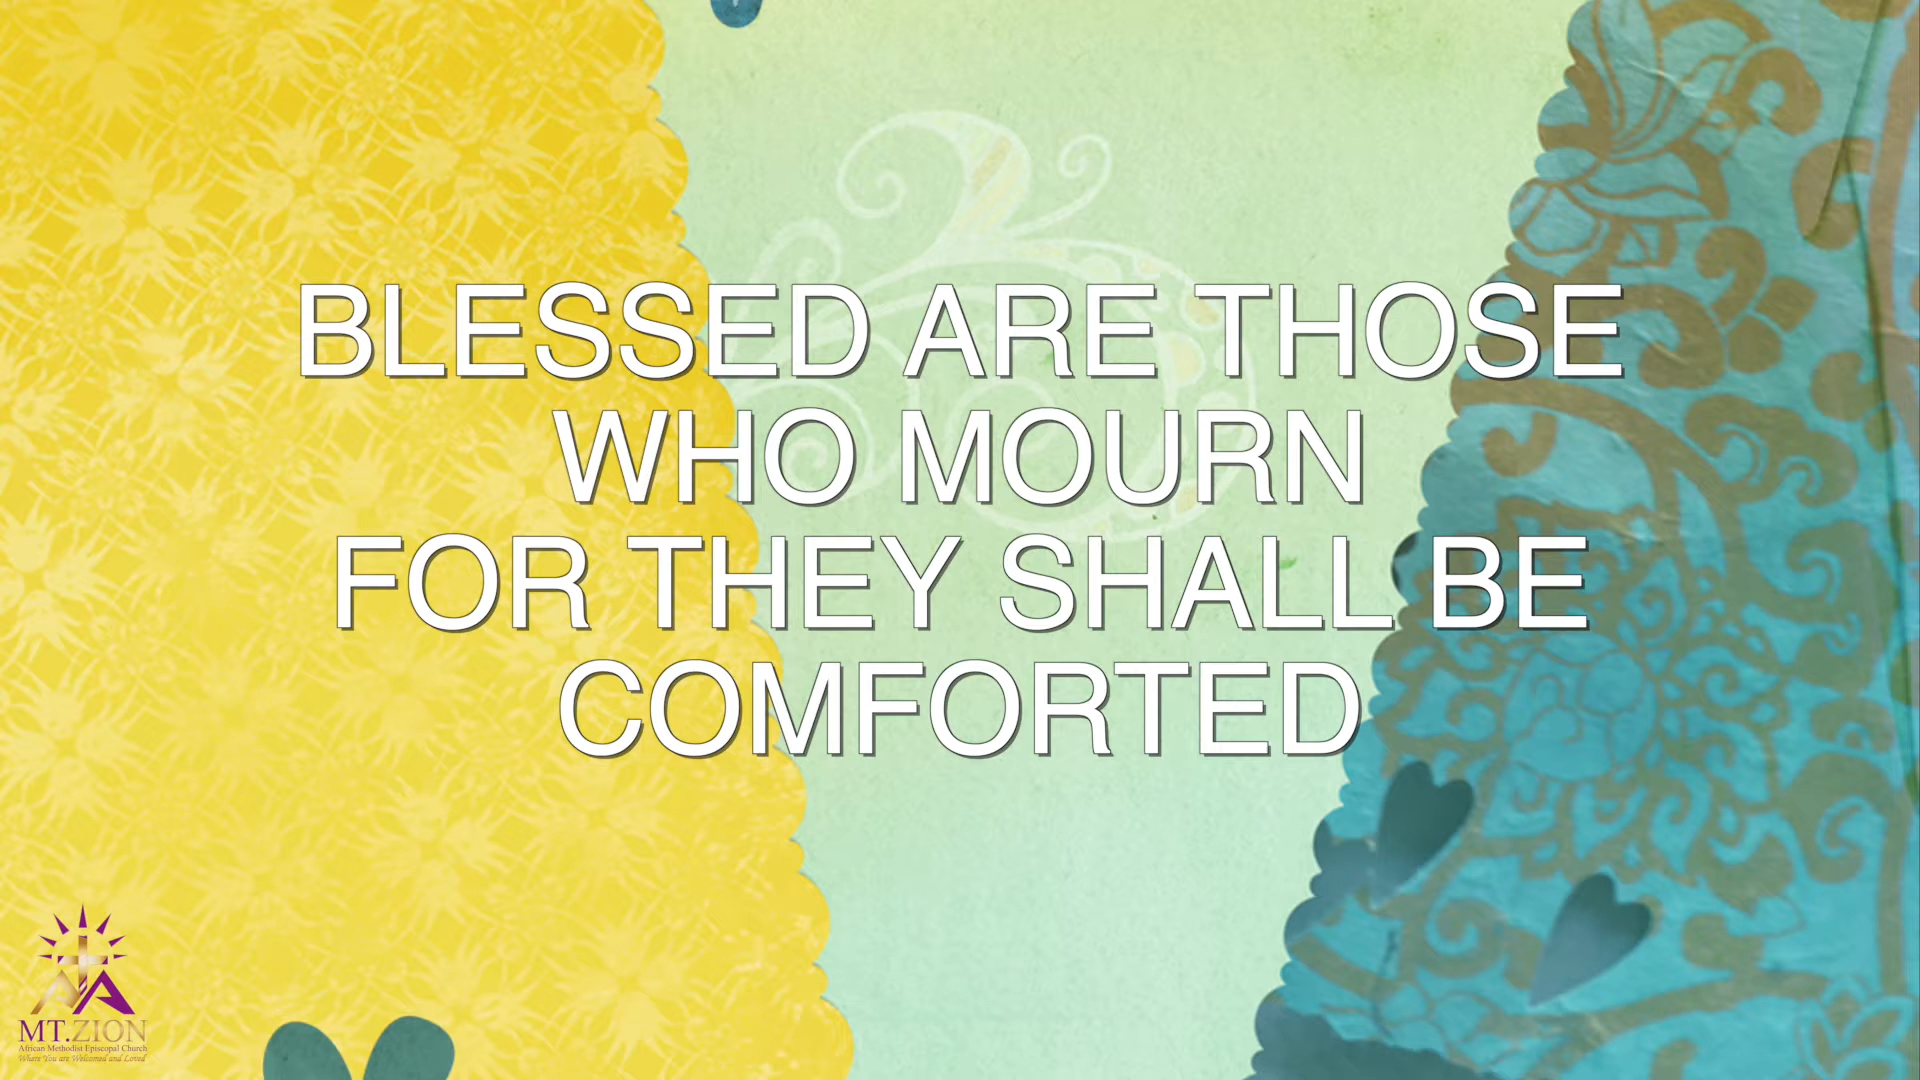 BLESSED ARE THOSE
WHO MOURN
FOR THEY SHALL BE
COMFORTED
MT.ZION
African Methodist Episcopal Church
Where You are Welcomed and Loved